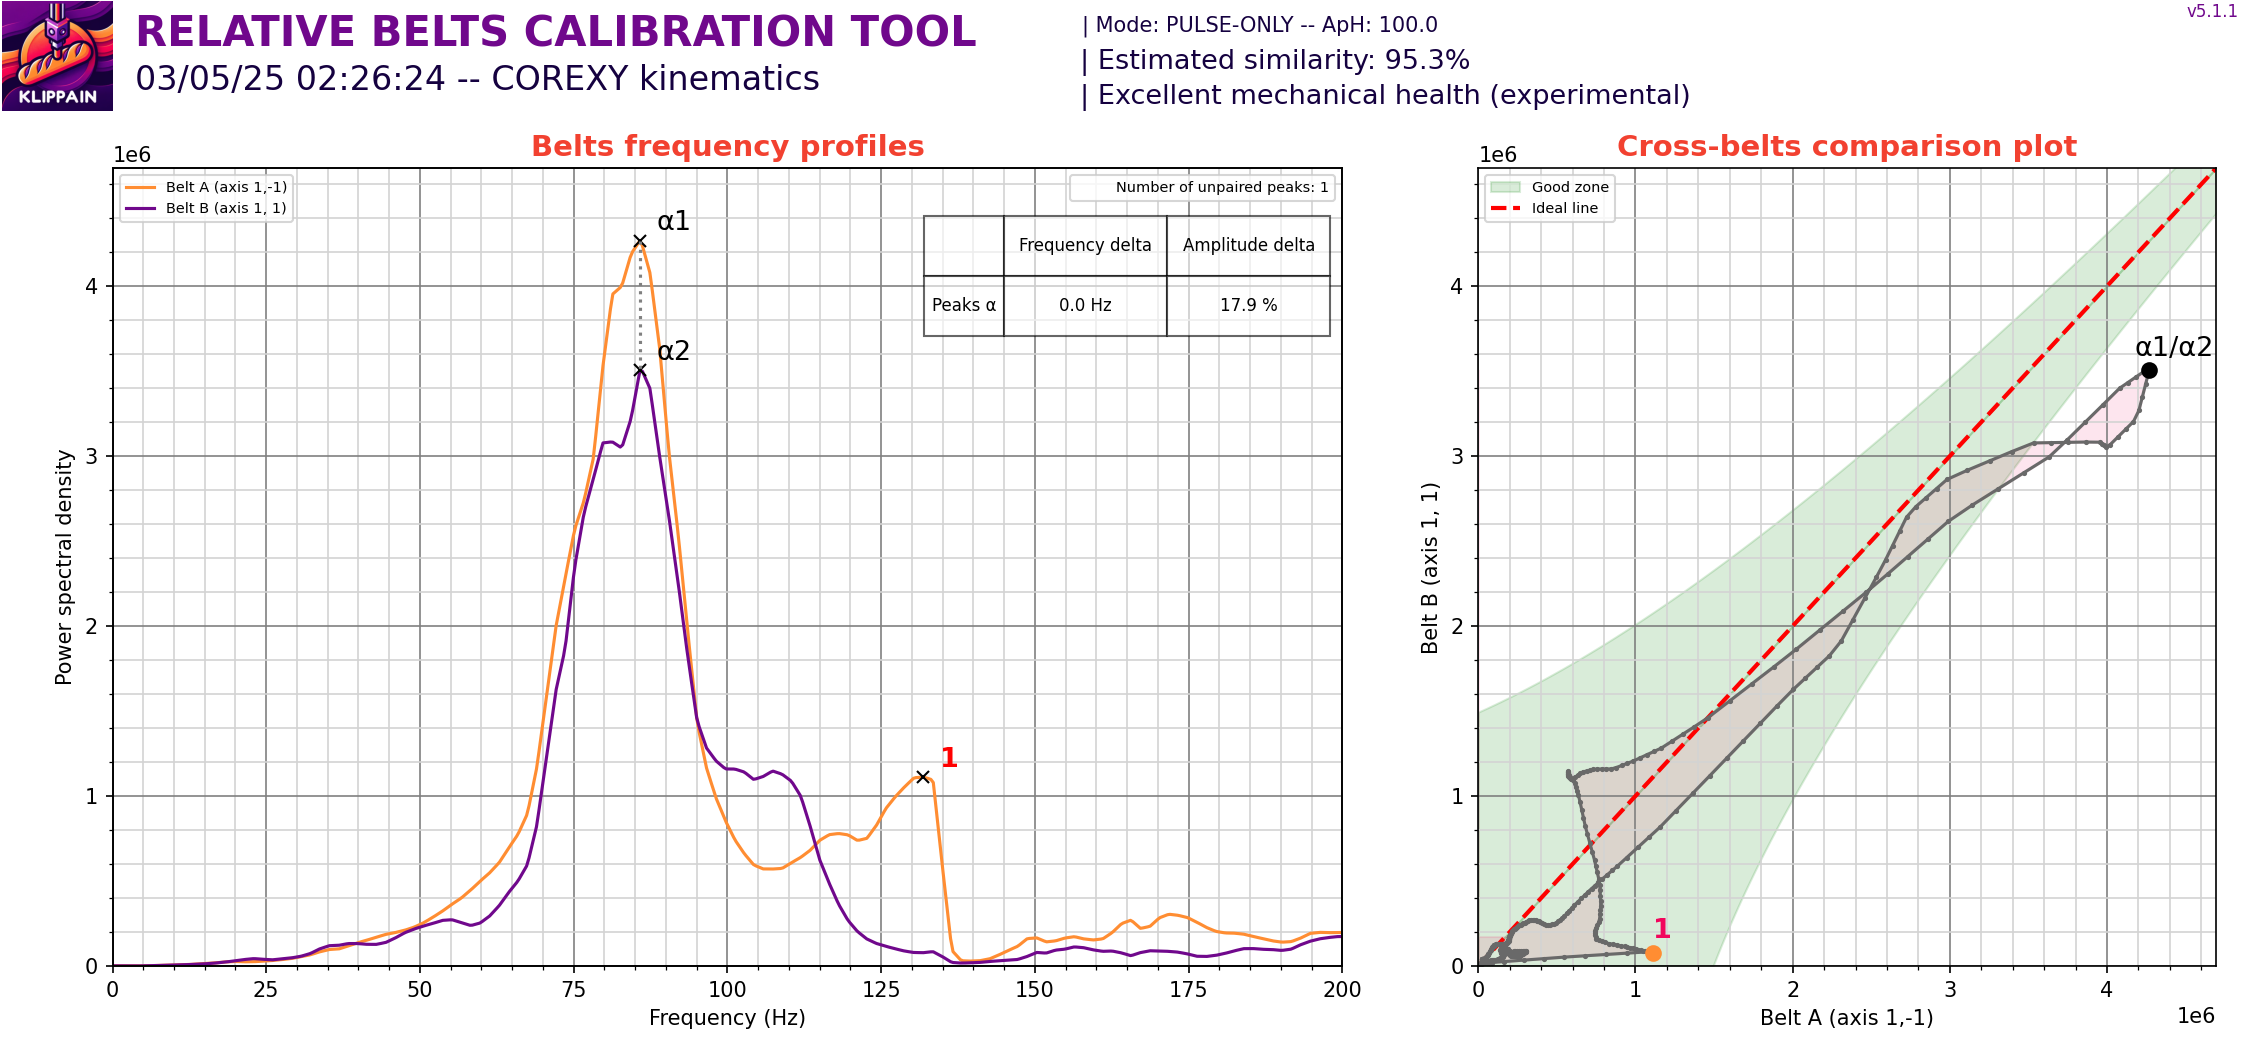 KLIPPAIN
RELATIVE BELTS CALIBRATION TOOL
03/05/25 02:26:24 -- COREXY kinematics
| Mode: PULSE-ONLY -- ApH: 100.0
| Estimated similarity: 95.3%
| Excellent mechanical health (experimental)
v5.1.1
Belts frequency profiles
1e6
Belt A (axis 1,-1)
Belt B (axis 1, 1)
Number of unpaired peaks: 1
Frequency delta Amplitude delta
Peaks α 0.0 Hz 17.9 %
α1
α2
1
Power spectral density
4
3
2
1
0
0 25 50 75 100 125 150 175 200
Frequency (Hz)
Cross-belts comparison plot
1e6
Good zone
Ideal line
α1/α2
1
Belt B (axis 1, 1)
4
3
2
1
0
0 1 2 3 4
1e6
Belt A (axis 1,-1)